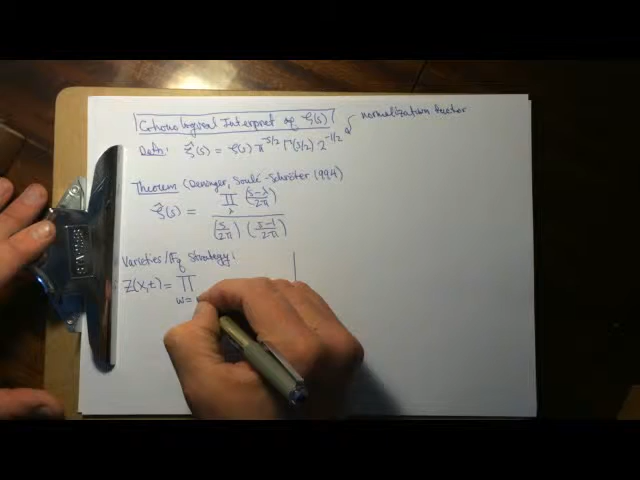 Cohomological Interpret of ζ(s)
normalization factor
Defn: ζ̂(s) = ζ(s) π^{-s/2} Γ(s/2) 2^{-1/2}
Theorem (Deninger, Soulé-Schröter 1994)
ζ̂(s) = ∏_λ (s-λ / 2π) / (s / 2π) (s-1 / 2π)
Varieties/𝔽q Strategy:
Z(X,t) = ∏
w=